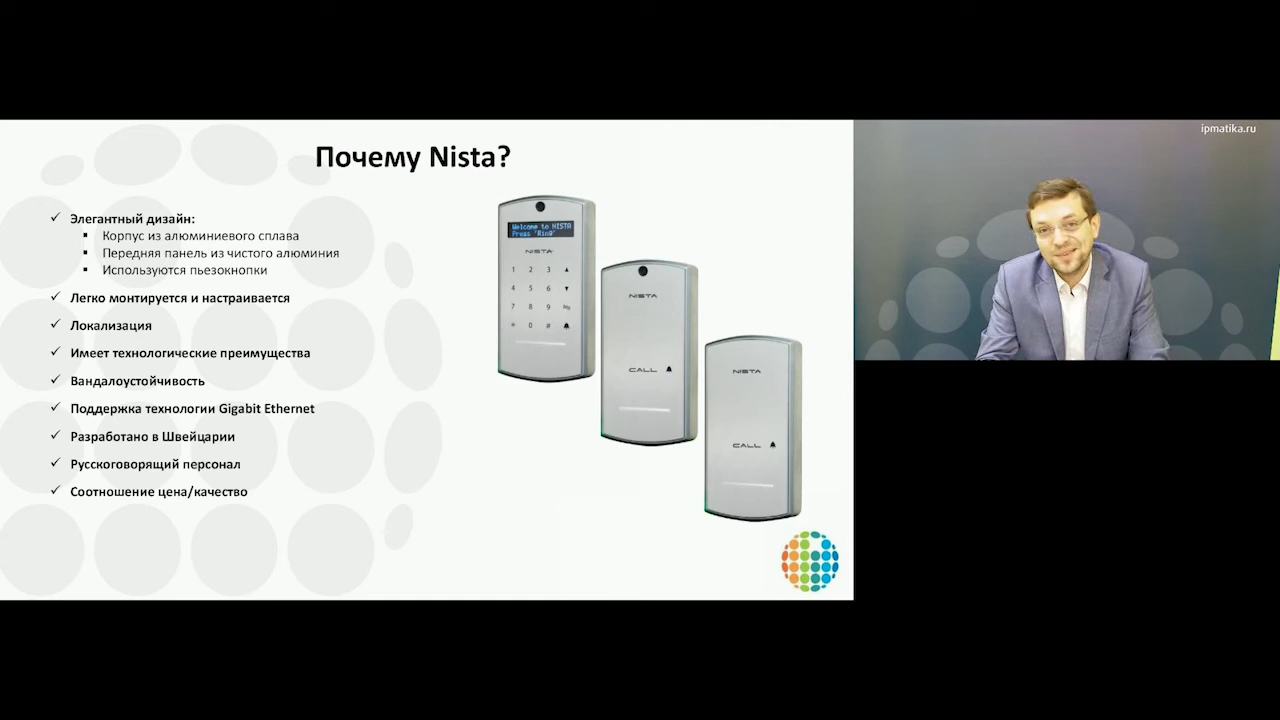 Почему Nista?
ipmatika.ru
✓ Элегантный дизайн:
▪ Корпус из алюминиевого сплава
▪ Передняя панель из чистого алюминия
▪ Используются пьезокнопки
✓ Легко монтируется и настраивается
✓ Локализация
✓ Имеет технологические преимущества
✓ Вандалоустойчивость
✓ Поддержка технологии Gigabit Ethernet
✓ Разработано в Швейцарии
✓ Русскоговорящий персонал
✓ Соотношение цена/качество
Welcome to NISTA
Press 'Ring'
NISTA
1 2 3
4 5 6
7 8 9
* 0 #
NISTA
CALL
NISTA
CALL